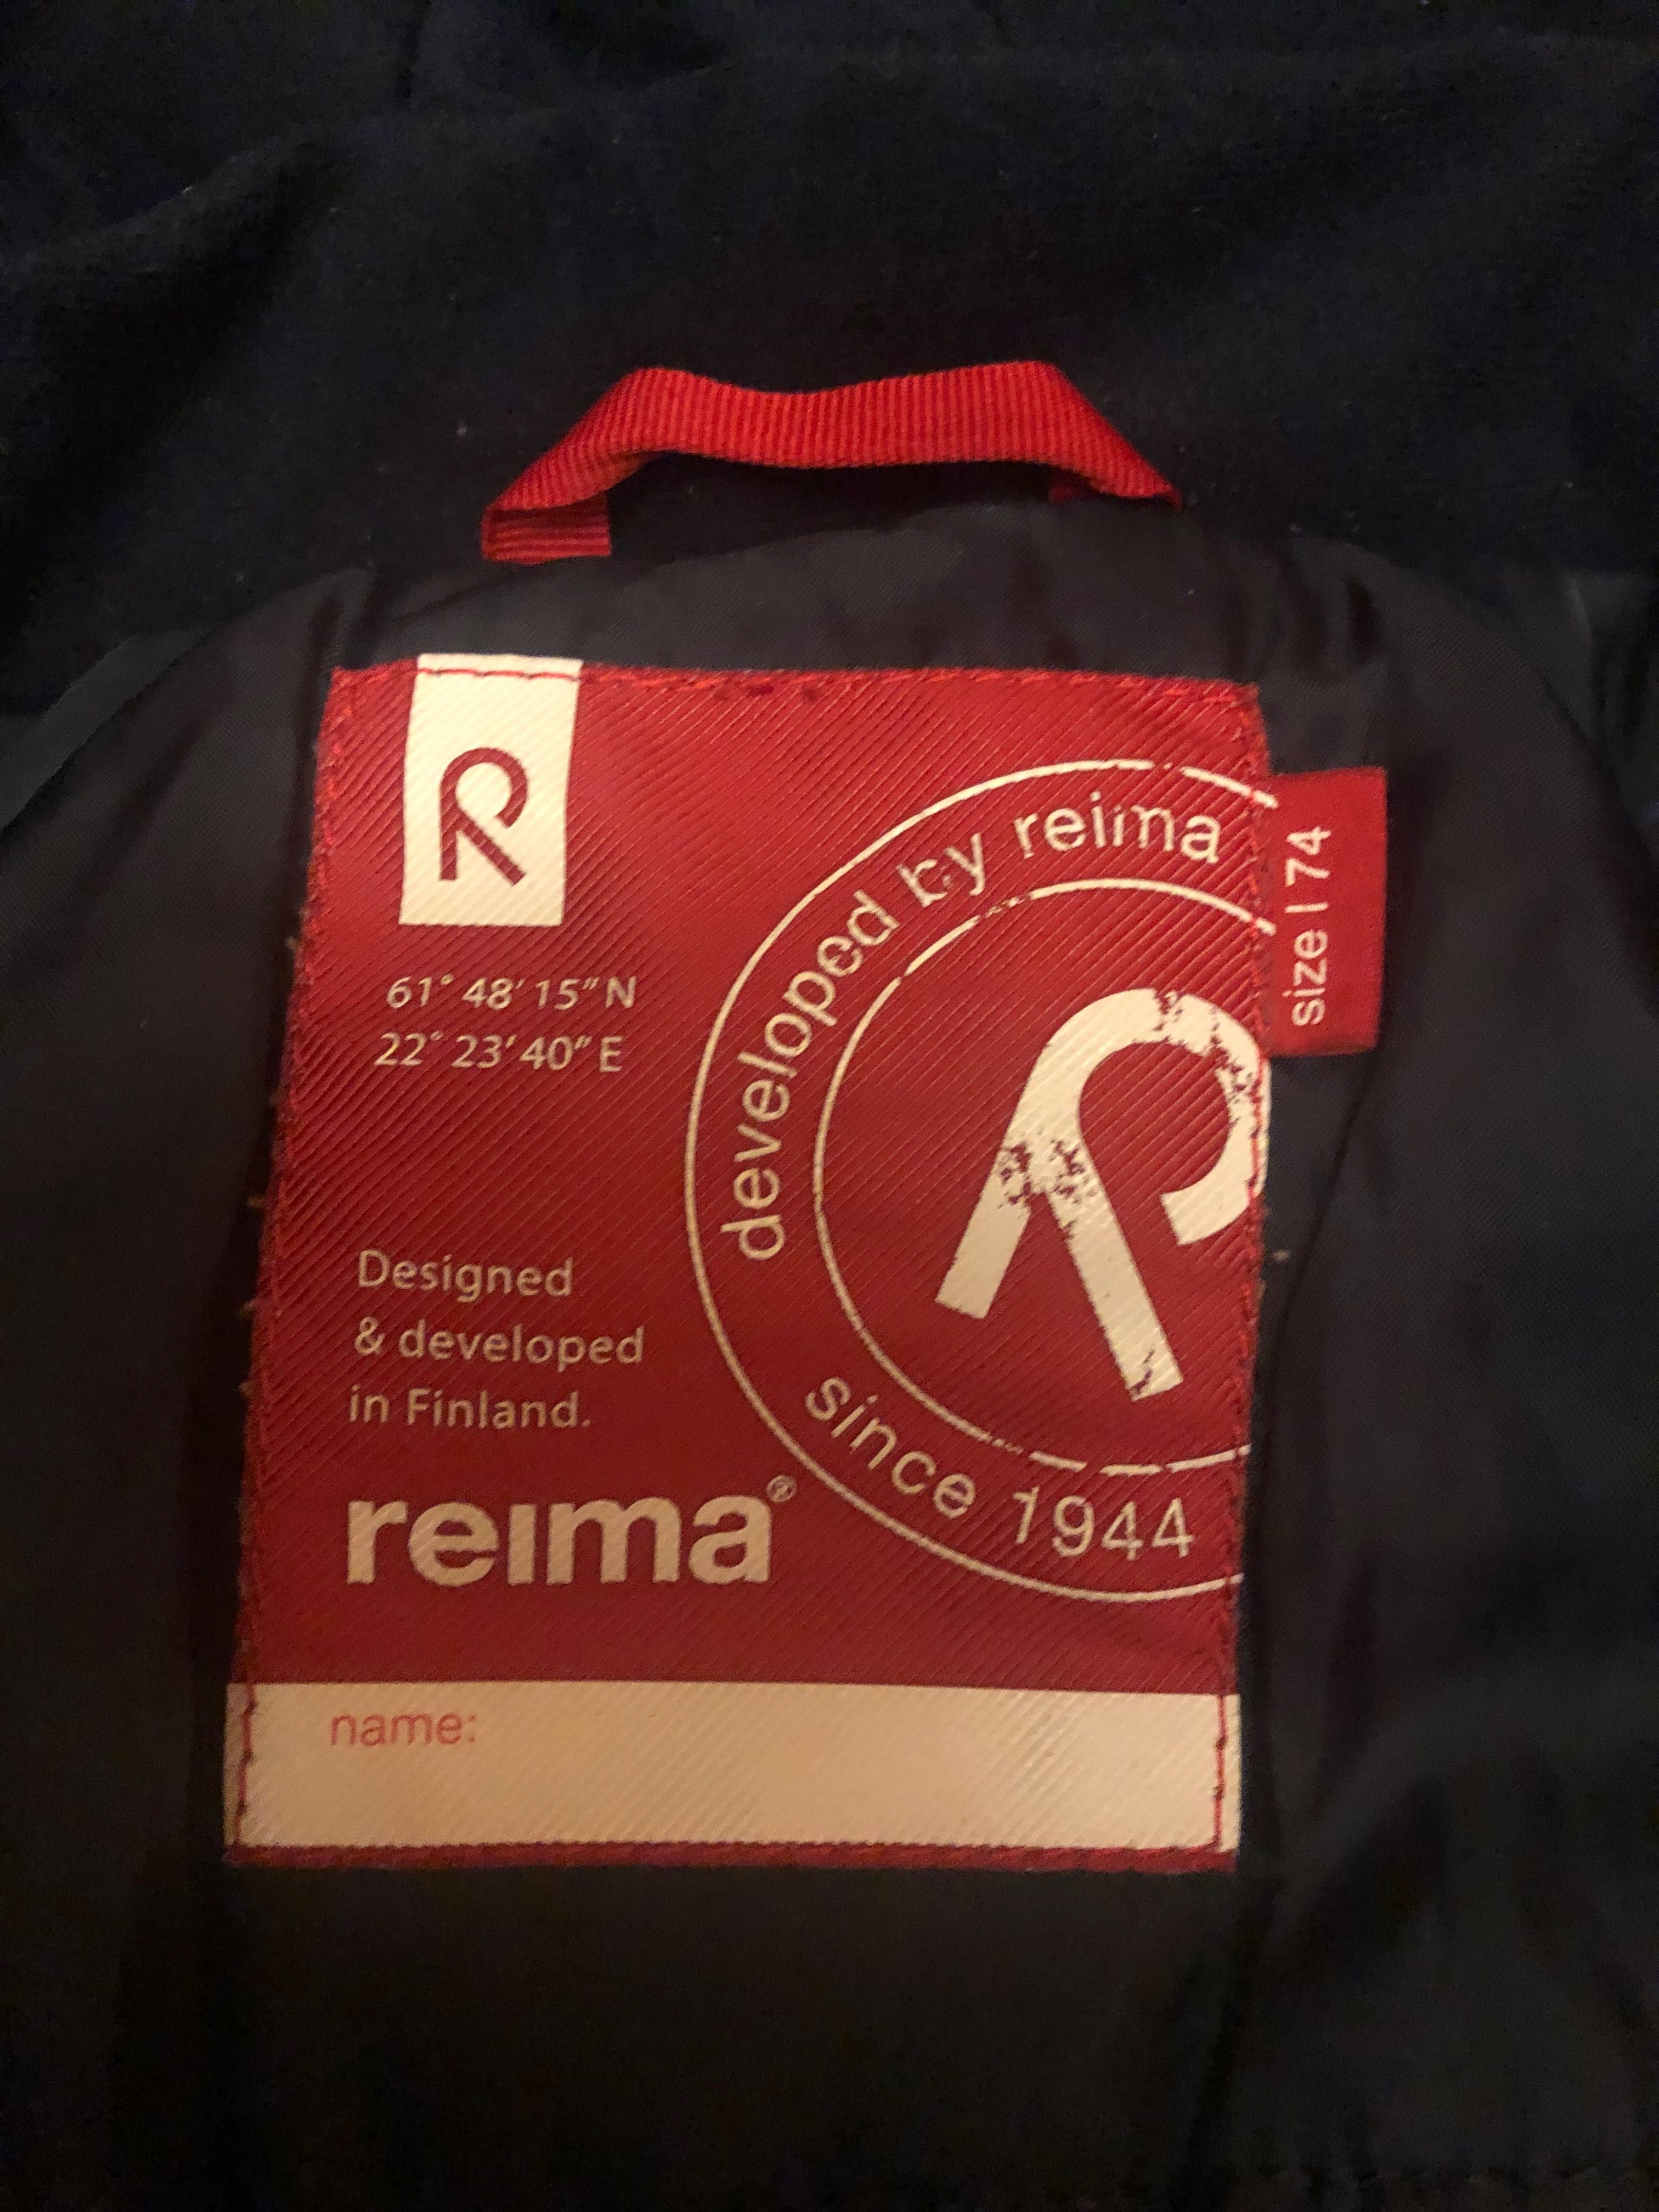 R
61° 48′ 15″ N
22° 23′ 40″ E
developed by reima
size | 74
Designed
& developed
in Finland.
since 1944
reima®
name: